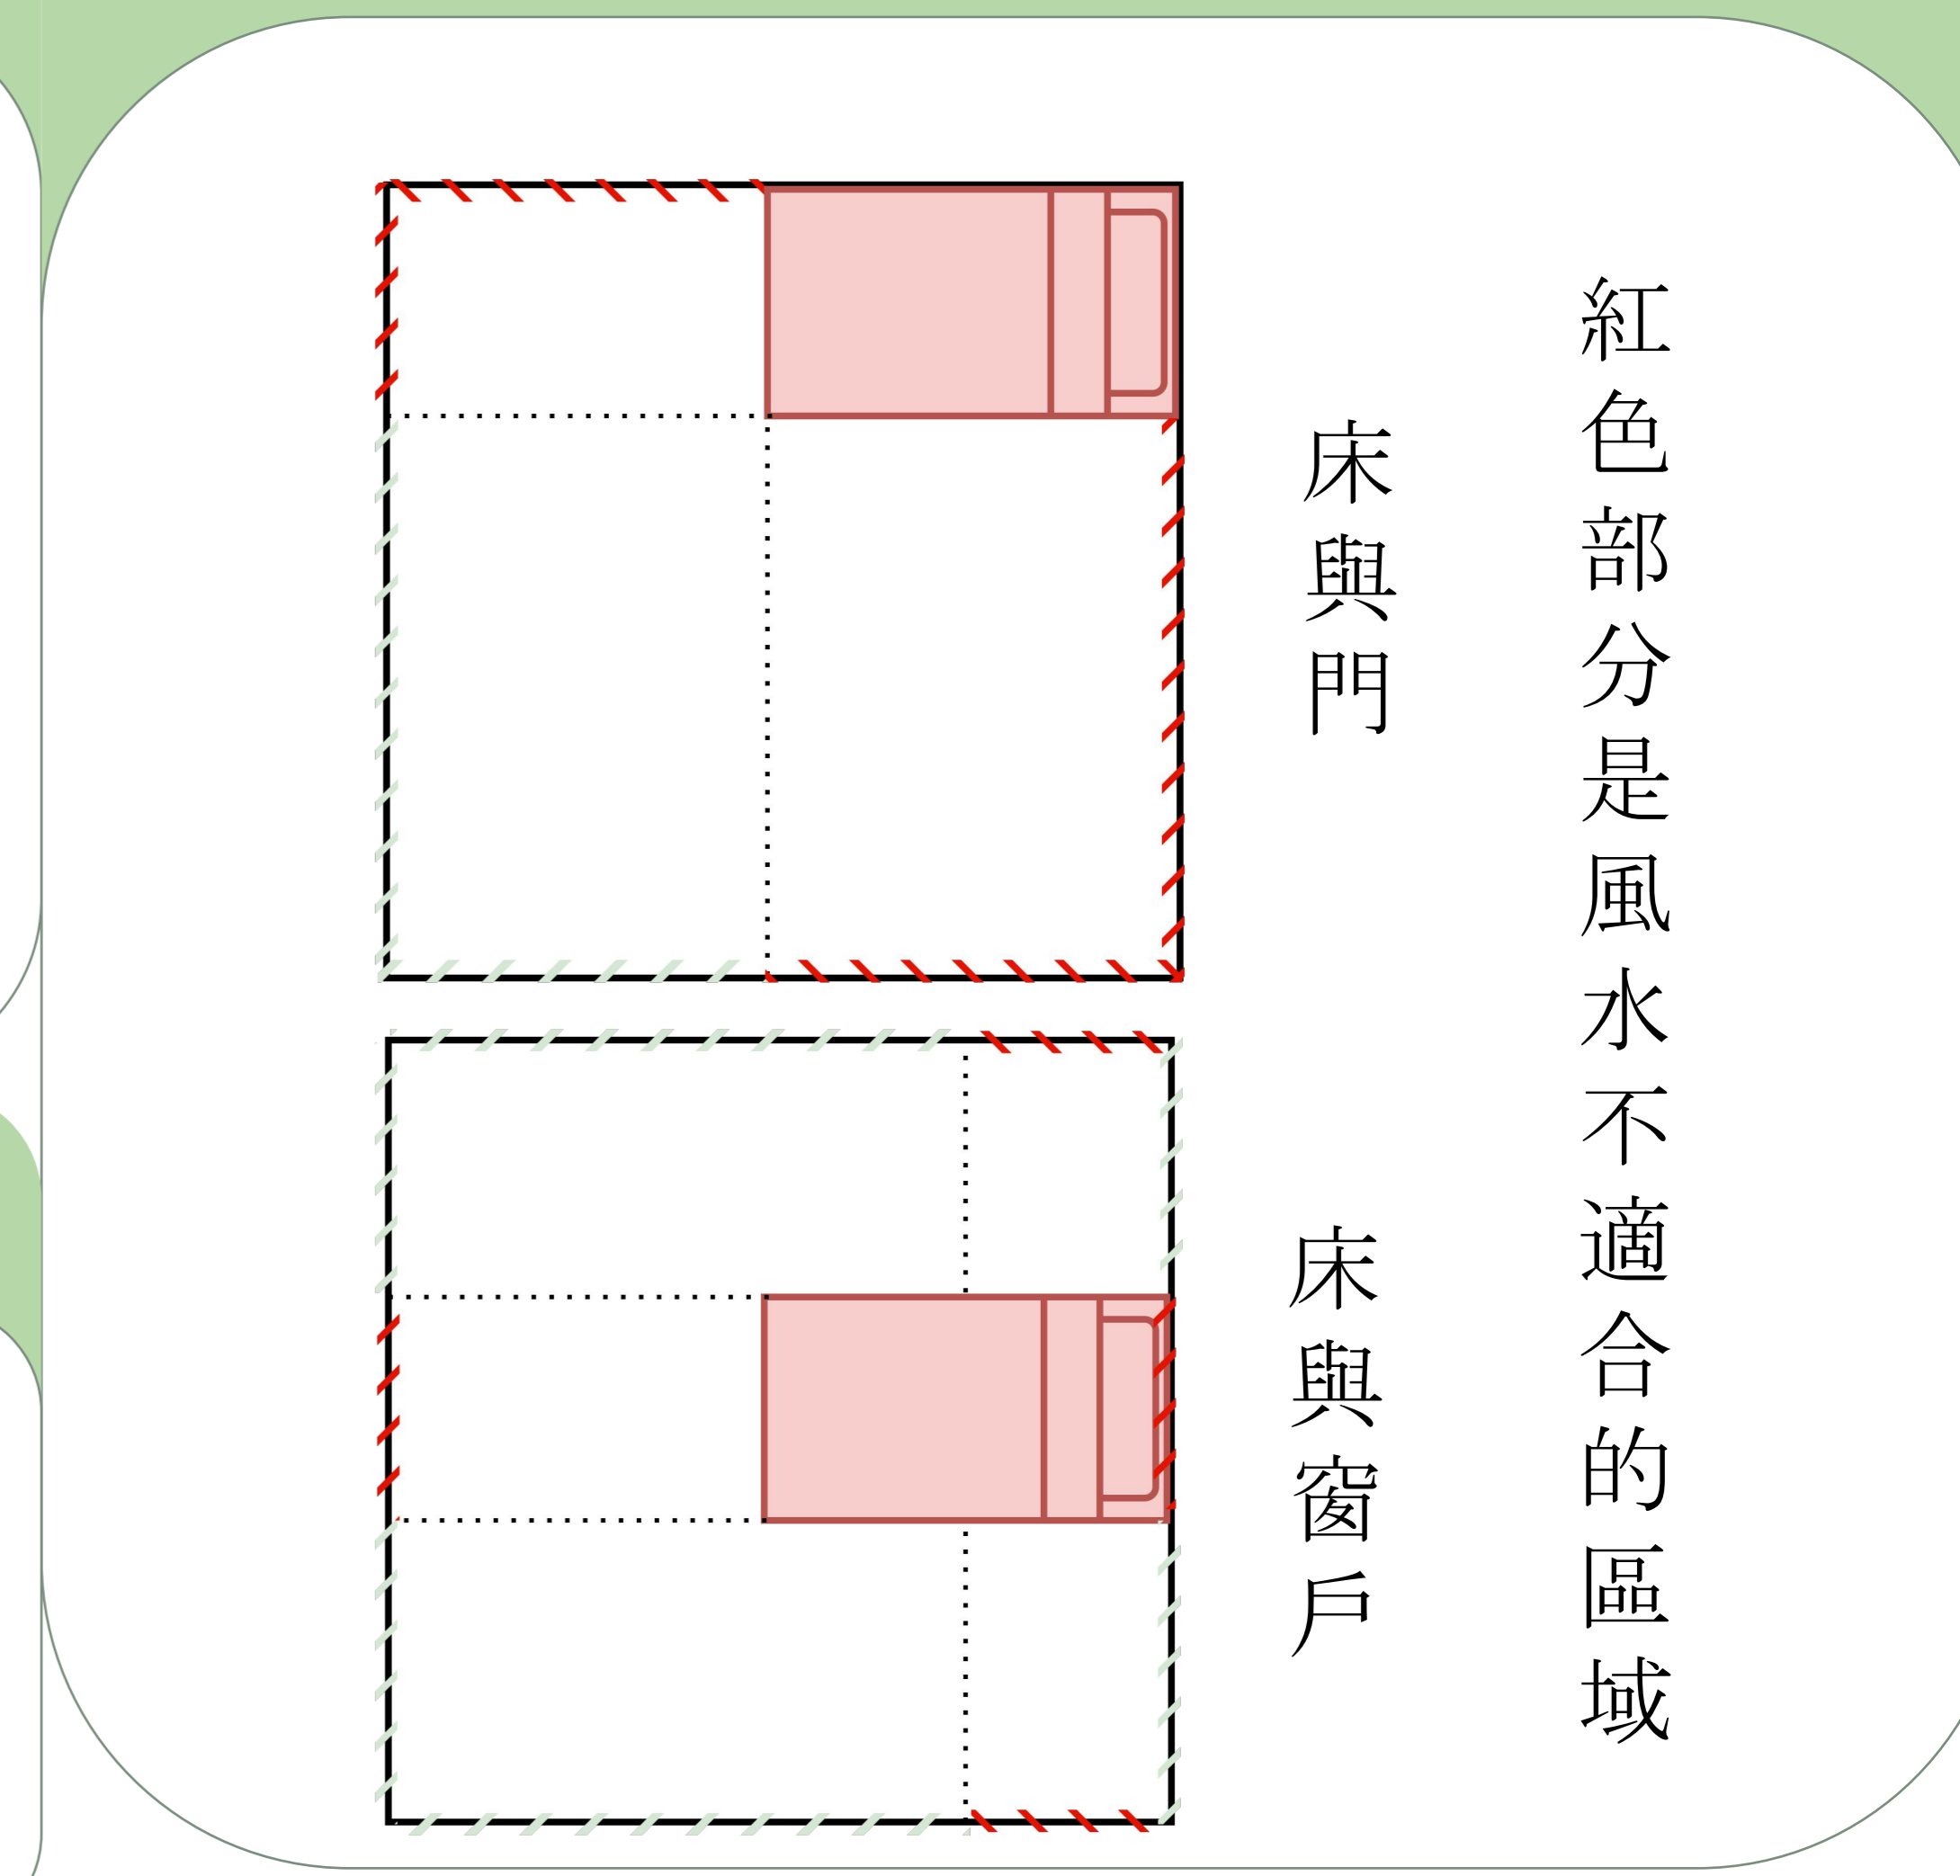 紅色部分是風水不適合的區域
床與門
床與窗戶